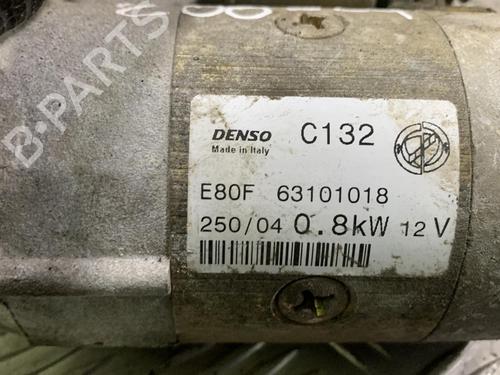 B-PARTS
DENSO C132
Made in Italy
E80F 63101018
250/04 0.8kW 12V